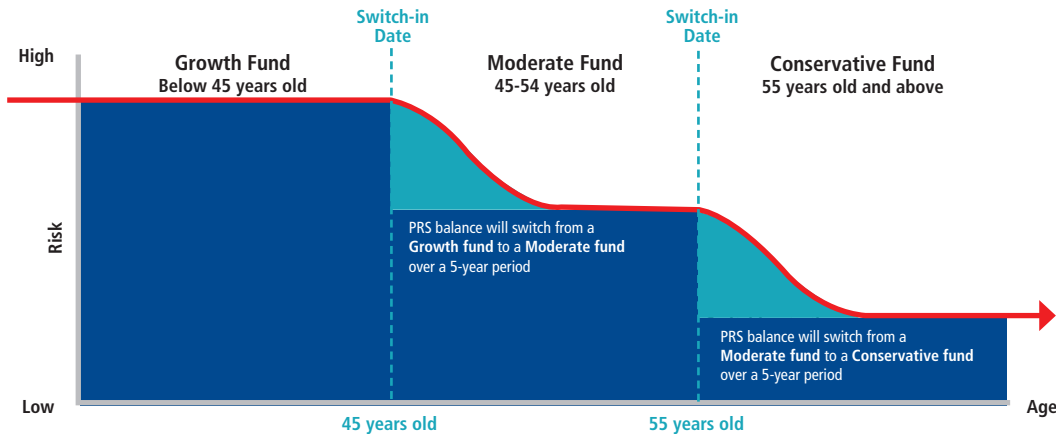 Switch-in
Date
Switch-in
Date
High
Growth Fund
Below 45 years old
Moderate Fund
45-54 years old
Conservative Fund
55 years old and above
Risk
PRS balance will switch from a
Growth fund to a Moderate fund
over a 5-year period
PRS balance will switch from a
Moderate fund to a Conservative fund
over a 5-year period
Low
Age
45 years old
55 years old